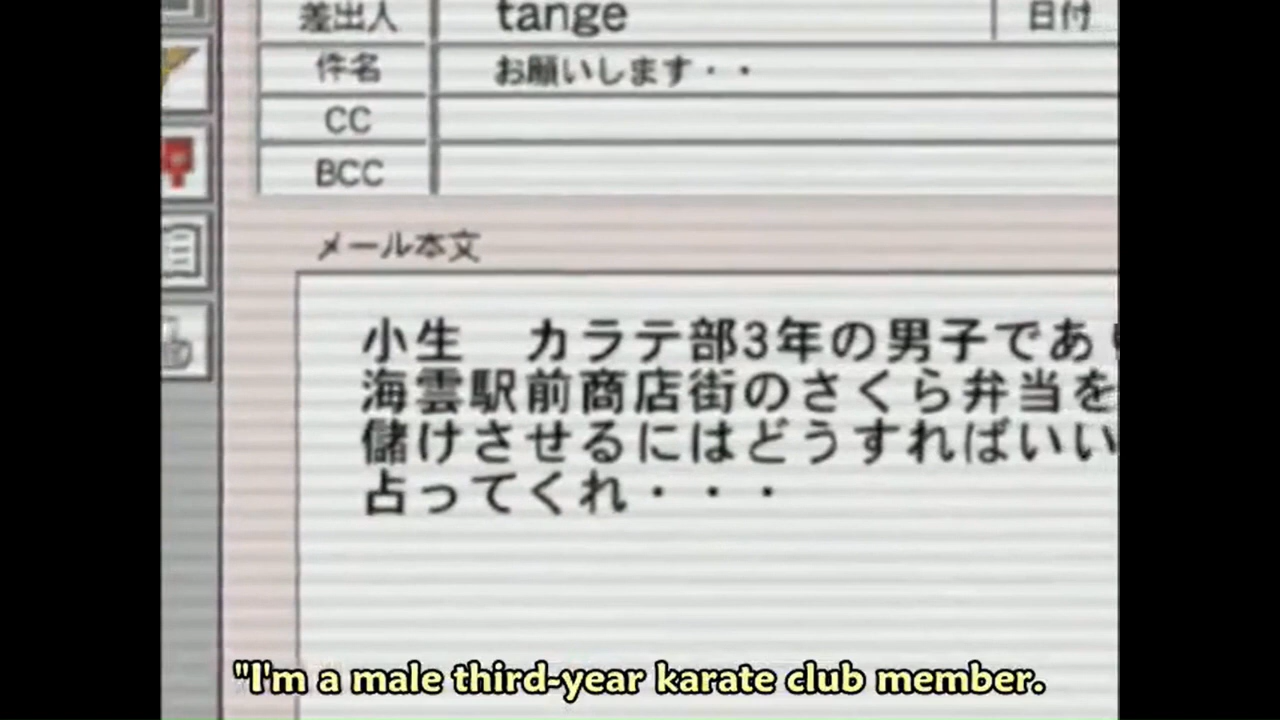 差出人 tange 日付
件名 お願いします・・
CC
BCC
メール本文
小生　カラテ部3年の男子であ
海雲駅前商店街のさくら弁当を
儲けさせるにはどうすればいい
占ってくれ・・・
"I'm a male third-year karate club member.